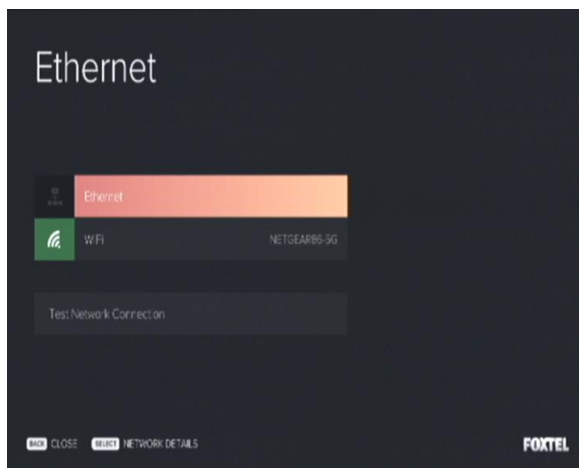 Ethernet
Ethernet
WiFi NETGEAR86-5G
Test Network Connection
BACK CLOSE SELECT NETWORK DETAILS FOXTEL